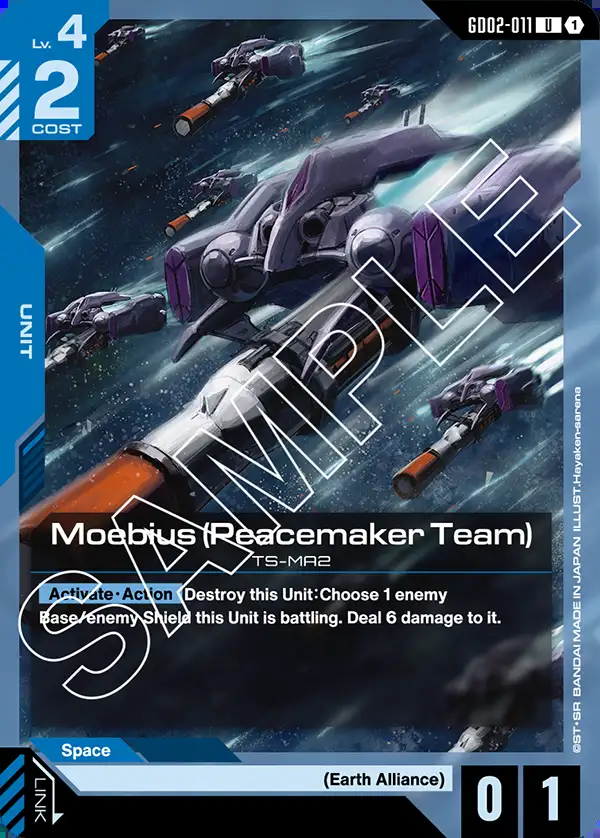 Lv. 4
2
COST
GD02-011 U 1
UNIT
SAMPLE
Moebius (Peacemaker Team)
TS-MA2
Activate･Action Destroy this Unit:Choose 1 enemy
Base/enemy Shield this Unit is battling. Deal 6 damage to it.
Space
(Earth Alliance)
LINK
0 1
©ST･SR BANDAI MADE IN JAPAN ILLUST.Hayaken-sarena